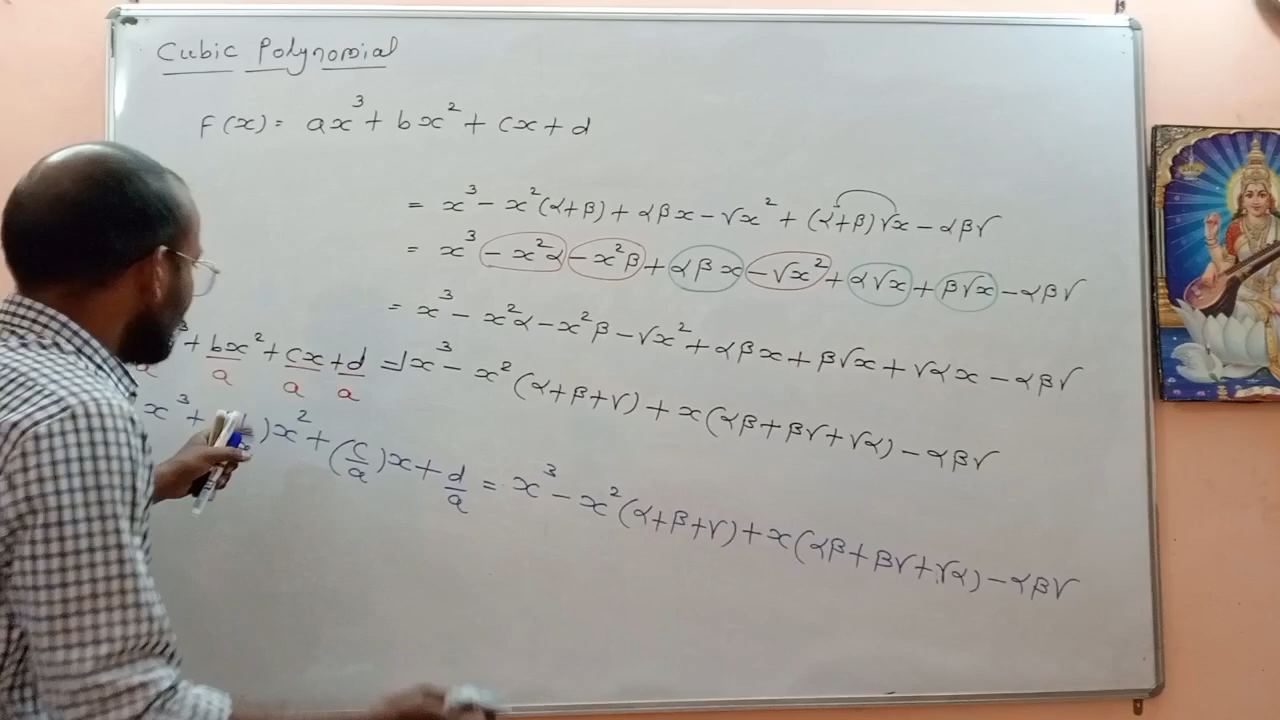 Cubic Polynomial
F(x) = ax³ + bx² + cx + d
= x³ - x²(α+β) + αβx - γx² + (α+β)γx - αβγ
= x³ - x²α - x²β + αβx - γx² + αγx + βγx - αβγ
= x³ - x²α - x²β - γx² + αβx + βγx + γαx - αβγ
³ + bx²/a + cx/a + d/a = 1x³ - x²(α+β+γ) + x(αβ+βγ+γα) - αβγ
x³ + )x² + (c/a)x + d/a = x³ - x²(α+β+γ) + x(αβ+βγ+γα) - αβγ